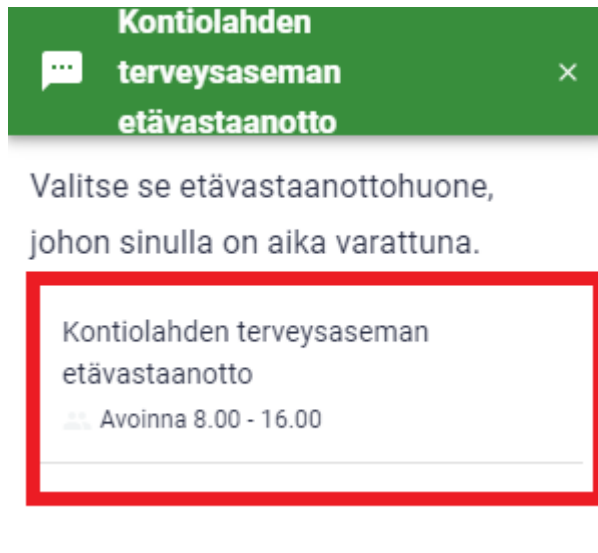 Kontiolahden
terveysaseman
etävastaanotto
Valitse se etävastaanottohuone,
johon sinulla on aika varattuna.
Kontiolahden terveysaseman
etävastaanotto
Avoinna 8.00 - 16.00